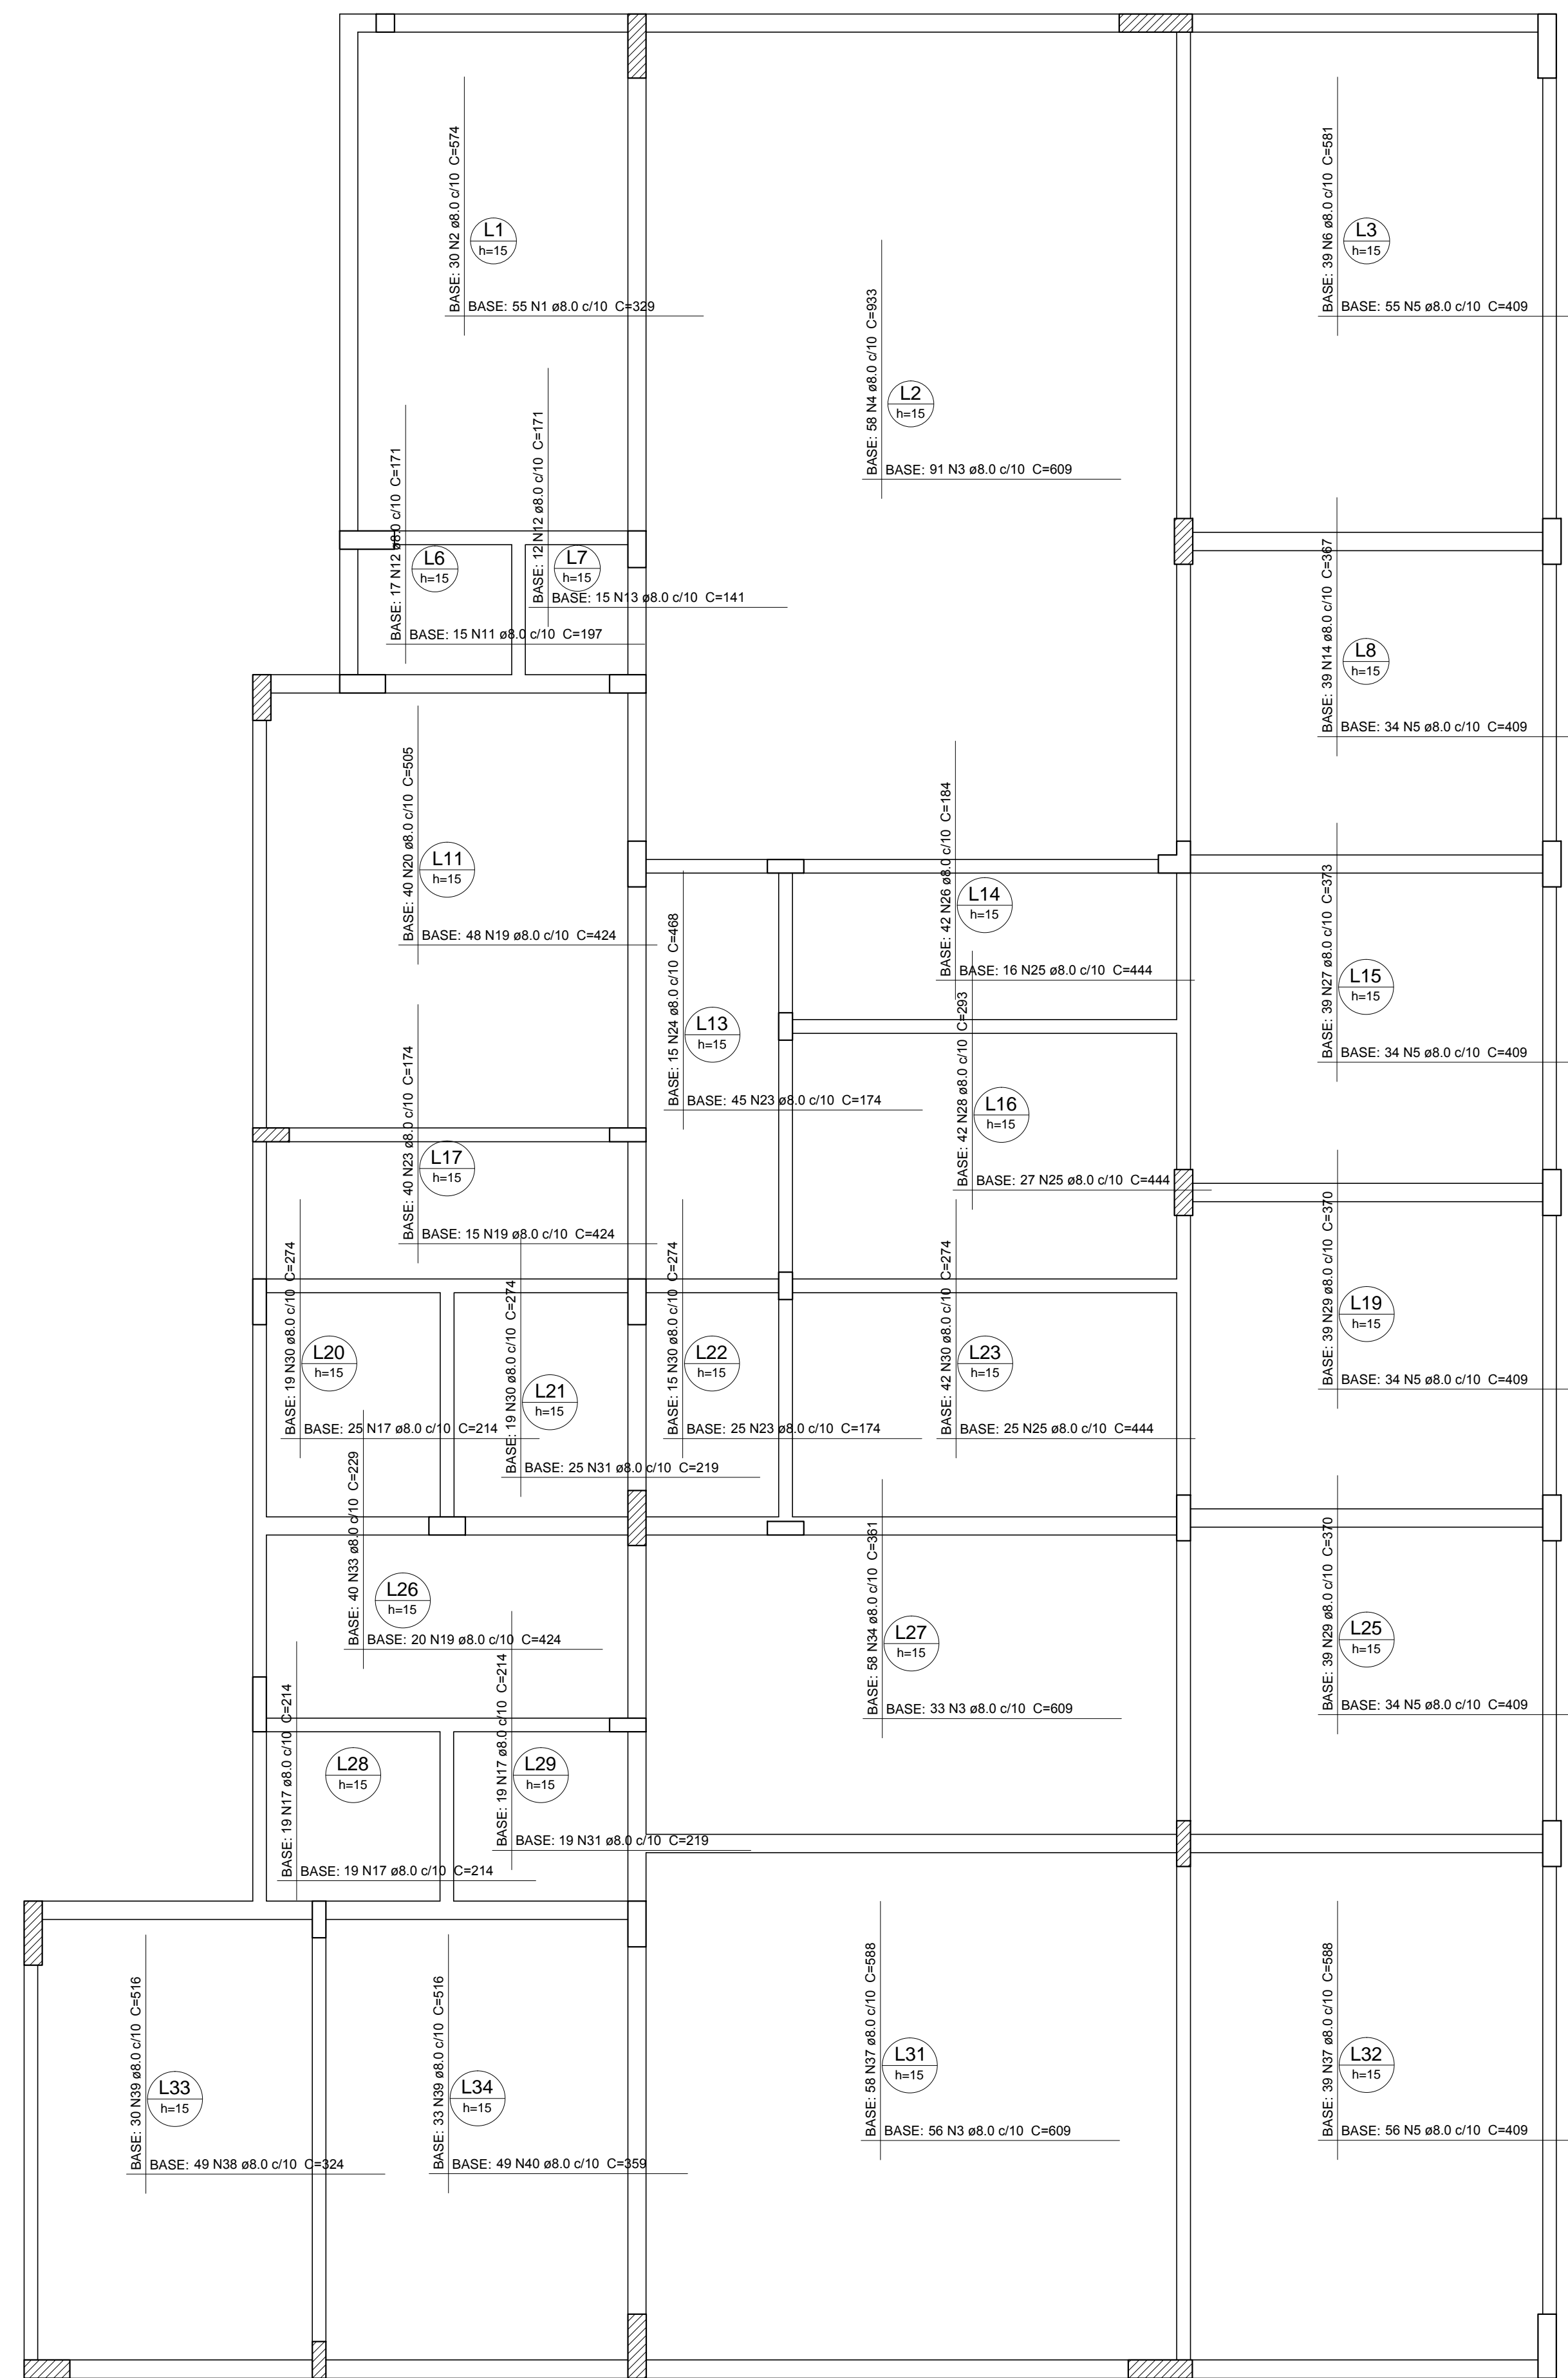 BASE: 30 N2 ø8.0 c/10 C=574
L1
h=15
BASE: 55 N1 ø8.0 c/10 C=329
BASE: 58 N4 ø8.0 c/10 C=933
L2
h=15
BASE: 91 N3 ø8.0 c/10 C=609
BASE: 39 N6 ø8.0 c/10 C=581
L3
h=15
BASE: 55 N5 ø8.0 c/10 C=409
BASE: 17 N12 ø8.0 c/10 C=171
L6
h=15
BASE: 15 N11 ø8.0 c/10 C=197
BASE: 12 N12 ø8.0 c/10 C=171
L7
h=15
BASE: 15 N13 ø8.0 c/10 C=141
BASE: 39 N14 ø8.0 c/10 C=367
L8
h=15
BASE: 34 N5 ø8.0 c/10 C=409
BASE: 40 N20 ø8.0 c/10 C=505
L11
h=15
BASE: 48 N19 ø8.0 c/10 C=424
BASE: 15 N24 ø8.0 c/10 C=468
L13
h=15
BASE: 45 N23 ø8.0 c/10 C=174
BASE: 42 N26 ø8.0 c/10 C=184
L14
h=15
BASE: 16 N25 ø8.0 c/10 C=444
BASE: 39 N27 ø8.0 c/10 C=373
L15
h=15
BASE: 34 N5 ø8.0 c/10 C=409
BASE: 42 N28 ø8.0 c/10 C=293
L16
h=15
BASE: 27 N25 ø8.0 c/10 C=444
BASE: 40 N23 ø8.0 c/10 C=174
L17
h=15
BASE: 15 N19 ø8.0 c/10 C=424
BASE: 39 N29 ø8.0 c/10 C=370
L19
h=15
BASE: 34 N5 ø8.0 c/10 C=409
BASE: 19 N30 ø8.0 c/10 C=274
L20
h=15
BASE: 25 N17 ø8.0 c/10 C=214
BASE: 19 N30 ø8.0 c/10 C=274
L21
h=15
BASE: 25 N31 ø8.0 c/10 C=219
BASE: 15 N30 ø8.0 c/10 C=274
L22
h=15
BASE: 25 N23 ø8.0 c/10 C=174
BASE: 42 N30 ø8.0 c/10 C=274
L23
h=15
BASE: 25 N25 ø8.0 c/10 C=444
BASE: 39 N29 ø8.0 c/10 C=370
L25
h=15
BASE: 34 N5 ø8.0 c/10 C=409
BASE: 40 N33 ø8.0 c/10 C=229
L26
h=15
BASE: 20 N19 ø8.0 c/10 C=424
BASE: 58 N34 ø8.0 c/10 C=361
L27
h=15
BASE: 33 N3 ø8.0 c/10 C=609
BASE: 19 N17 ø8.0 c/10 C=214
L28
h=15
BASE: 19 N17 ø8.0 c/10 C=214
BASE: 19 N17 ø8.0 c/10 C=214
L29
h=15
BASE: 19 N31 ø8.0 c/10 C=219
BASE: 58 N37 ø8.0 c/10 C=588
L31
h=15
BASE: 56 N3 ø8.0 c/10 C=609
BASE: 39 N37 ø8.0 c/10 C=588
L32
h=15
BASE: 56 N5 ø8.0 c/10 C=409
BASE: 30 N39 ø8.0 c/10 C=516
L33
h=15
BASE: 49 N38 ø8.0 c/10 C=324
BASE: 33 N39 ø8.0 c/10 C=516
L34
h=15
BASE: 49 N40 ø8.0 c/10 C=359